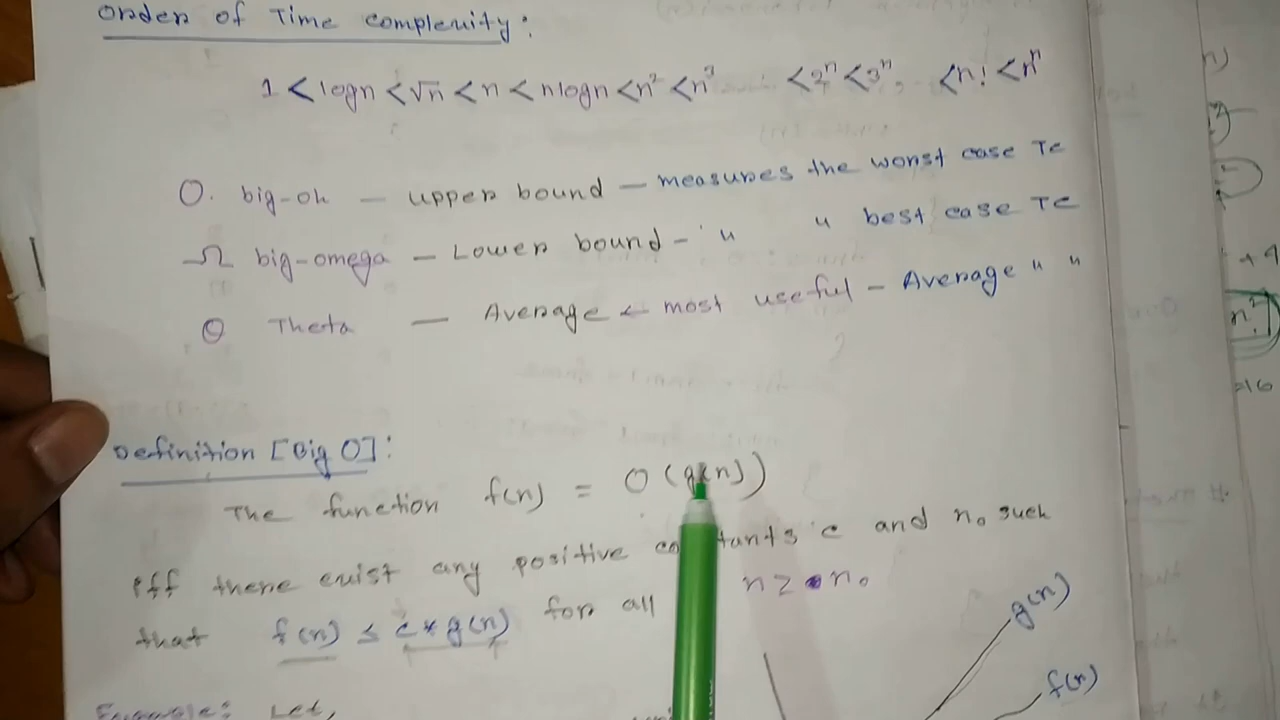 Order of Time Complexity:
1 < logn < √n < n < nlogn < n² < n³ ..... < 2ⁿ < 3ⁿ, < n! < nⁿ
O. big-oh — upper bound — measures the worst case Tc
Ω big-omega — Lower bound - " " best case Tc
Θ Theta — Average ← most useful - Average " "
Definition [Big O]:
The function f(n) = O(g(n))
iff there exist any positive constants c and n₀ such
that f(n) ≤ c * g(n) for all n ≥ n₀
g(n)
f(n)
Example: Let,